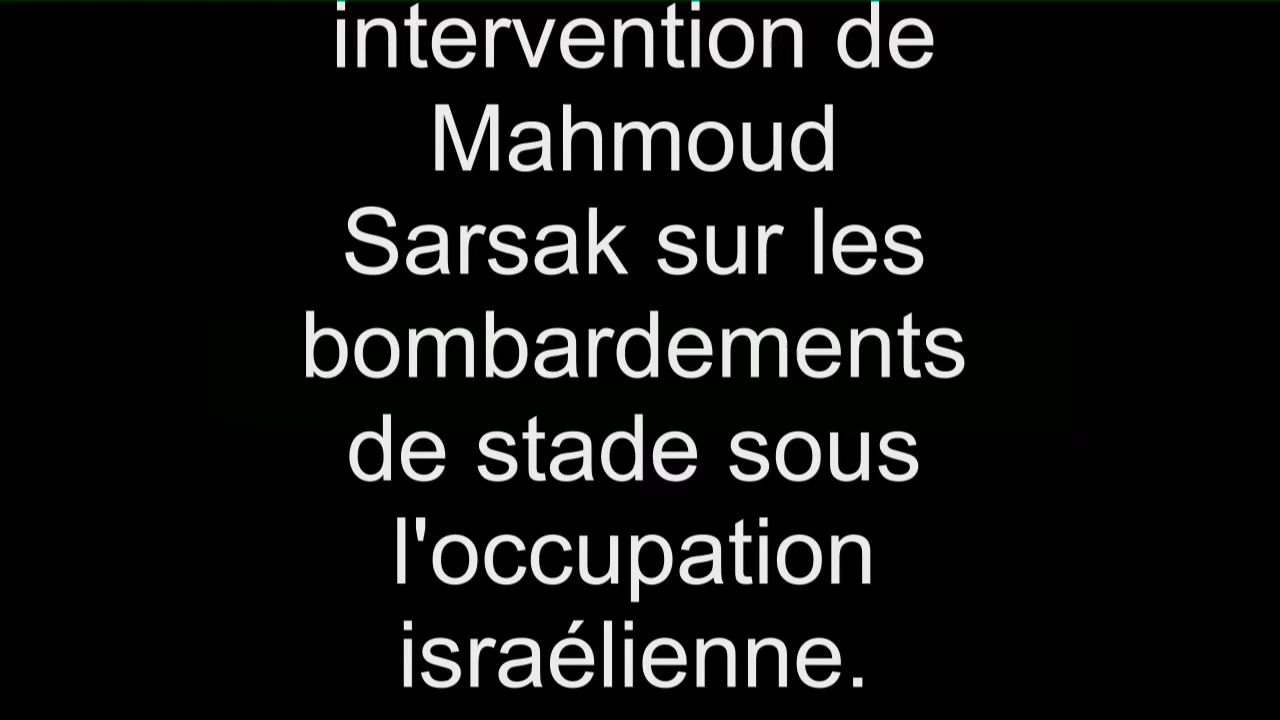 intervention de
Mahmoud
Sarsak sur les
bombardements
de stade sous
l'occupation
israélienne.